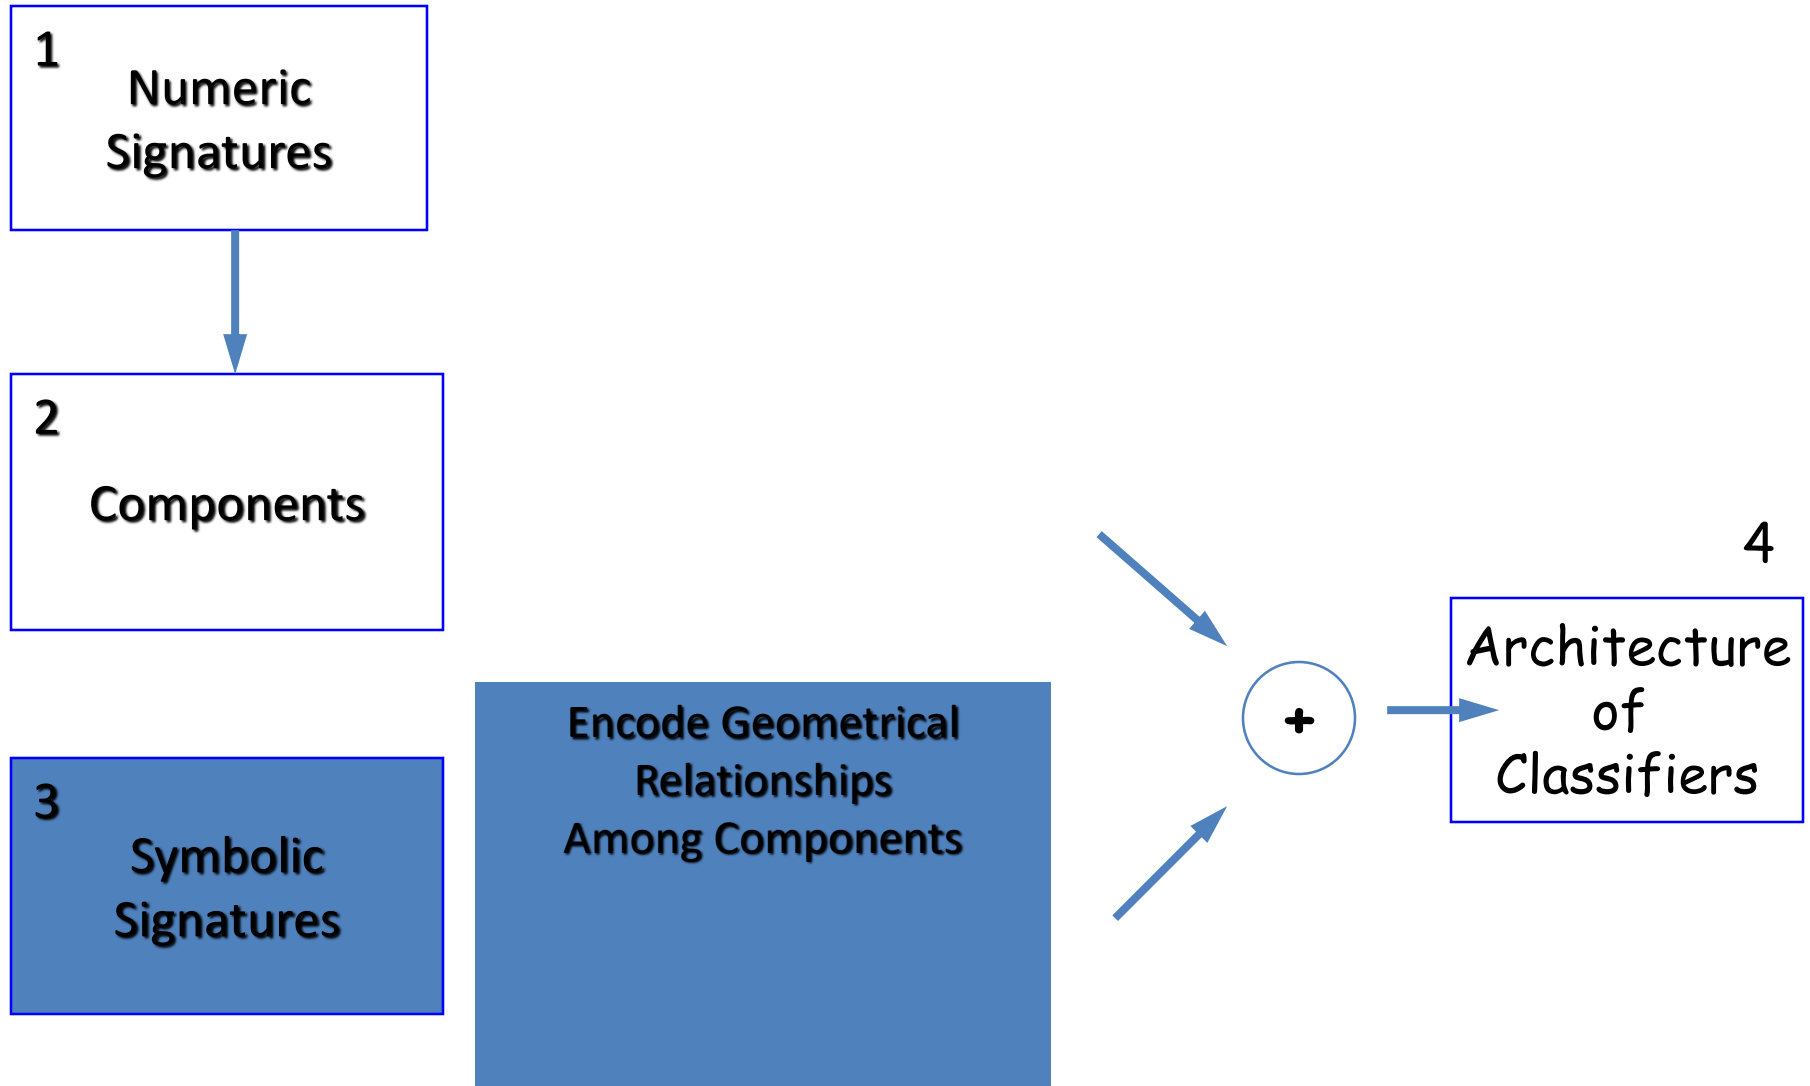 1
Numeric
Signatures
2
Components
3
Symbolic
Signatures
Encode Geometrical
Relationships
Among Components
+
4
Architecture
of
Classifiers